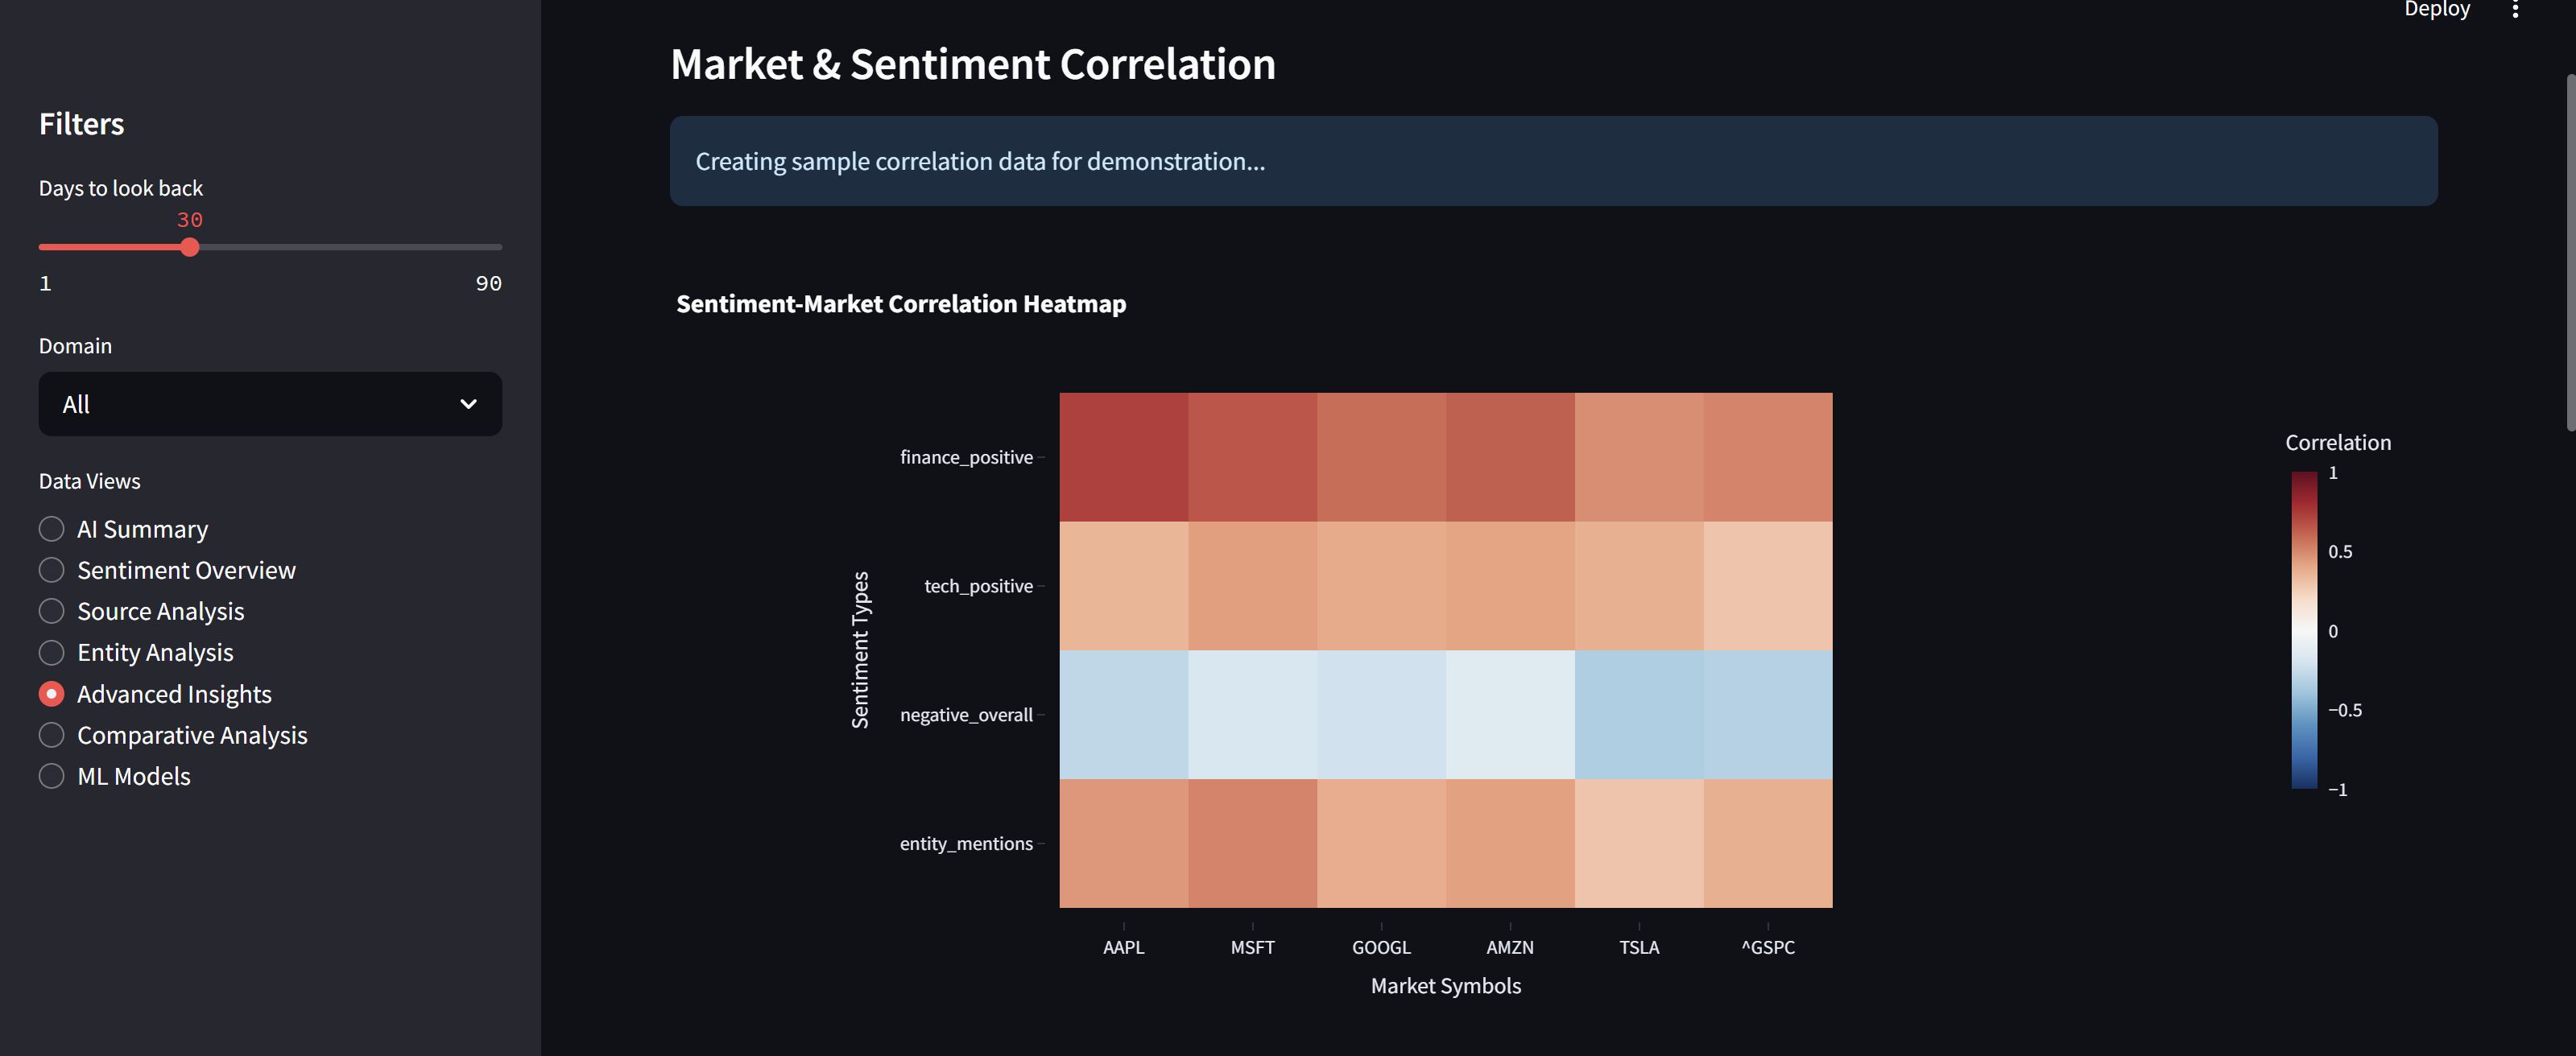 Deploy
Filters
Days to look back
30
1
90
Domain
All
Data Views
AI Summary
Sentiment Overview
Source Analysis
Entity Analysis
Advanced Insights
Comparative Analysis
ML Models
Market & Sentiment Correlation
Creating sample correlation data for demonstration...
Sentiment-Market Correlation Heatmap
Sentiment Types
finance_positive
tech_positive
negative_overall
entity_mentions
AAPL
MSFT
GOOGL
AMZN
TSLA
^GSPC
Market Symbols
Correlation
1
0.5
0
−0.5
−1